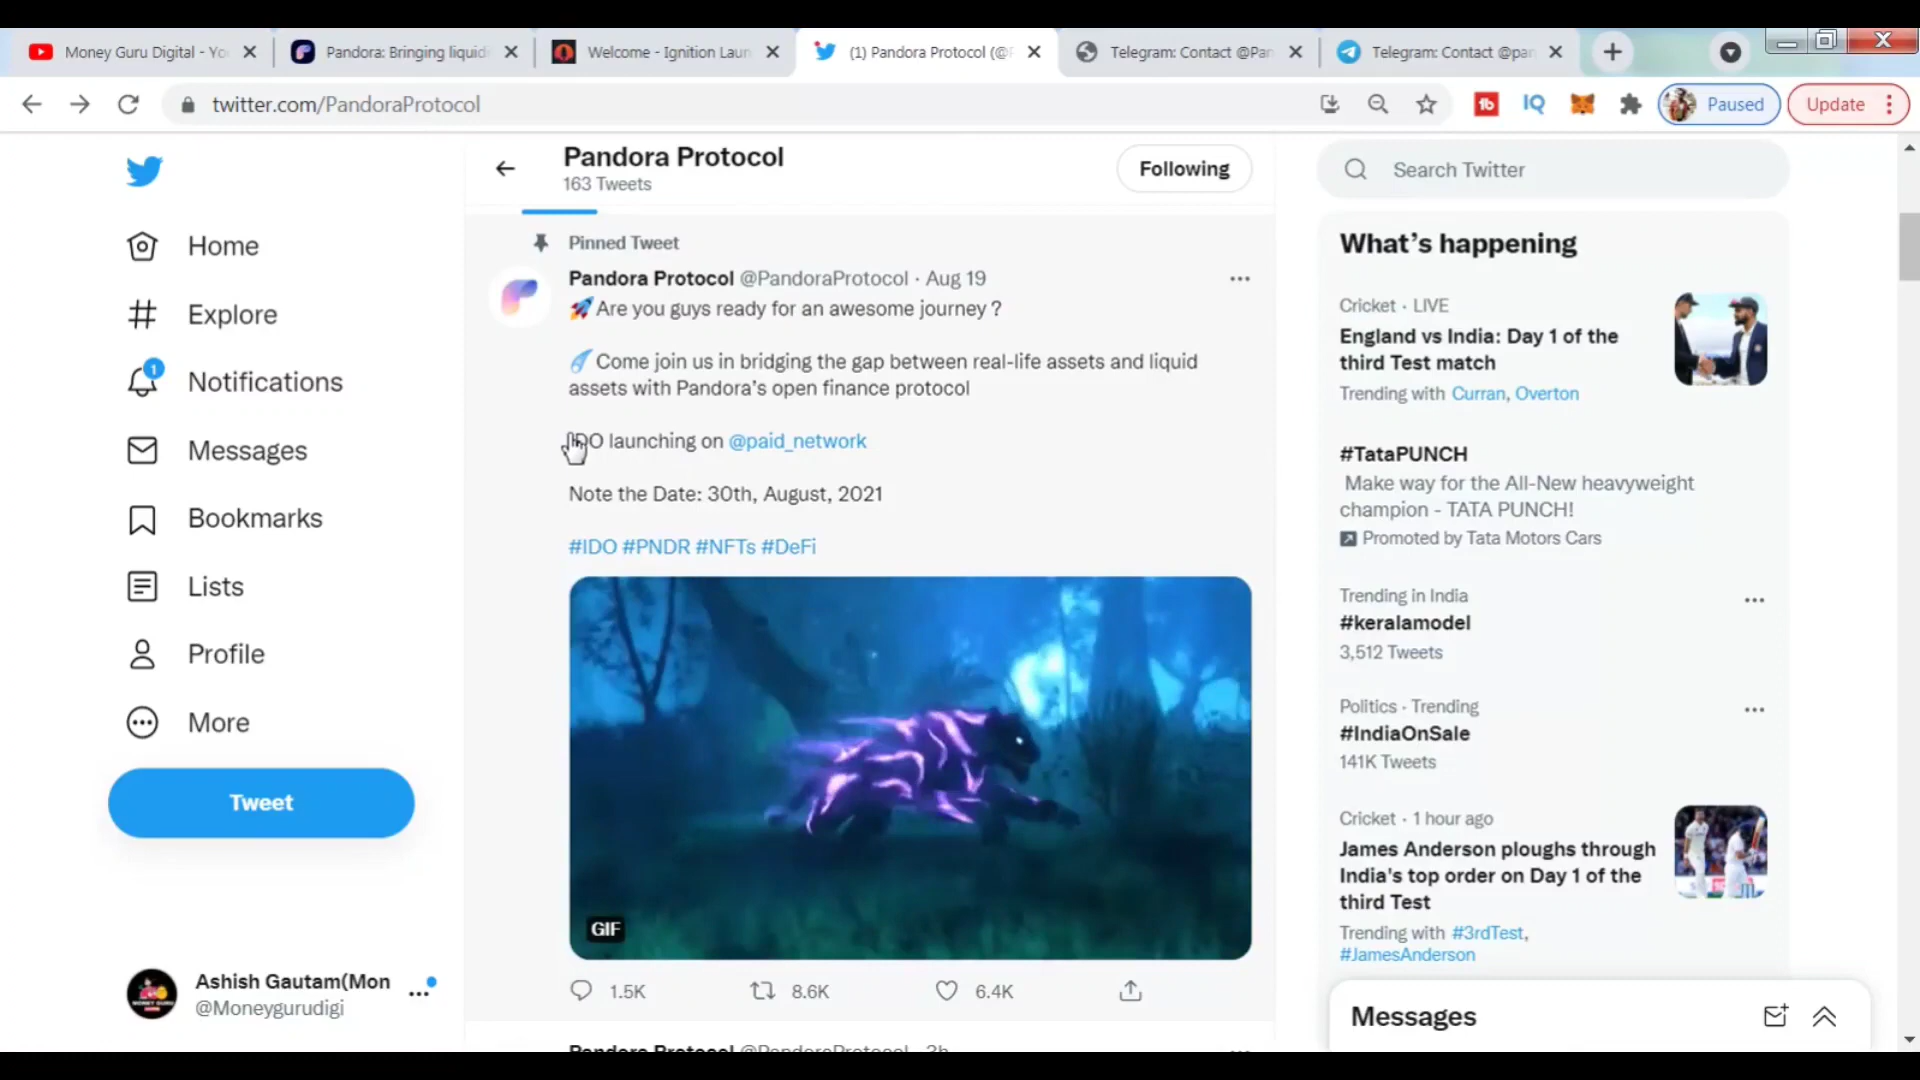 Money Guru Digital - Yo
Pandora: Bringing liquid
Welcome - Ignition Laun
(1) Pandora Protocol (@P
Telegram: Contact @Pan
Telegram: Contact @pan
twitter.com/PandoraProtocol
IQ
Paused
Update
Pandora Protocol
163 Tweets
Following
Search Twitter
Home
Explore
1
Notifications
Messages
Bookmarks
Lists
Profile
More
Tweet
Ashish Gautam(Mon
@Moneygurudigi
Pinned Tweet
Pandora Protocol @PandoraProtocol · Aug 19
🚀Are you guys ready for an awesome journey ?
Come join us in bridging the gap between real-life assets and liquid
assets with Pandora's open finance protocol
IDO launching on @paid_network
Note the Date: 30th, August, 2021
#IDO #PNDR #NFTs #DeFi
GIF
1.5K
8.6K
6.4K
Pandora Protocol @PandoraProtocol · 3h
What's happening
Cricket · LIVE
England vs India: Day 1 of the
third Test match
Trending with Curran, Overton
#TataPUNCH
Make way for the All-New heavyweight
champion - TATA PUNCH!
Promoted by Tata Motors Cars
Trending in India
#keralamodel
3,512 Tweets
Politics · Trending
#IndiaOnSale
141K Tweets
Cricket · 1 hour ago
James Anderson ploughs through
India's top order on Day 1 of the
third Test
Trending with #3rdTest,
#JamesAnderson
Messages